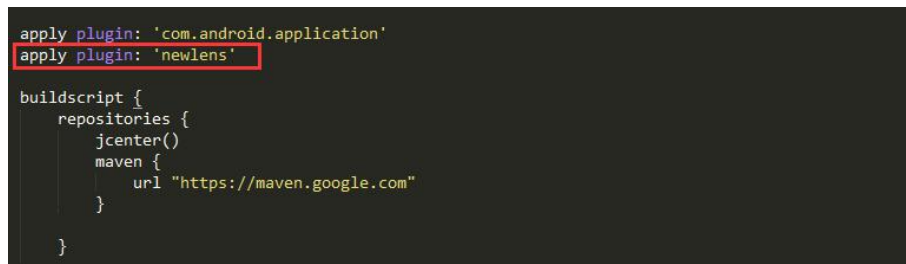 apply plugin: 'com.android.application'
apply plugin: 'newlens'
buildscript {
    repositories {
        jcenter()
        maven {
            url "https://maven.google.com"
        }
    }